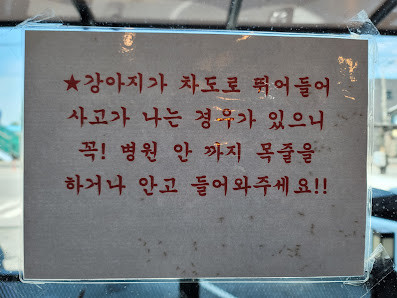 ★강아지가 차도로 뛰어들어
사고가 나는 경우가 있으니
꼭! 병원 안 까지 목줄을
하거나 안고 들어와주세요!!